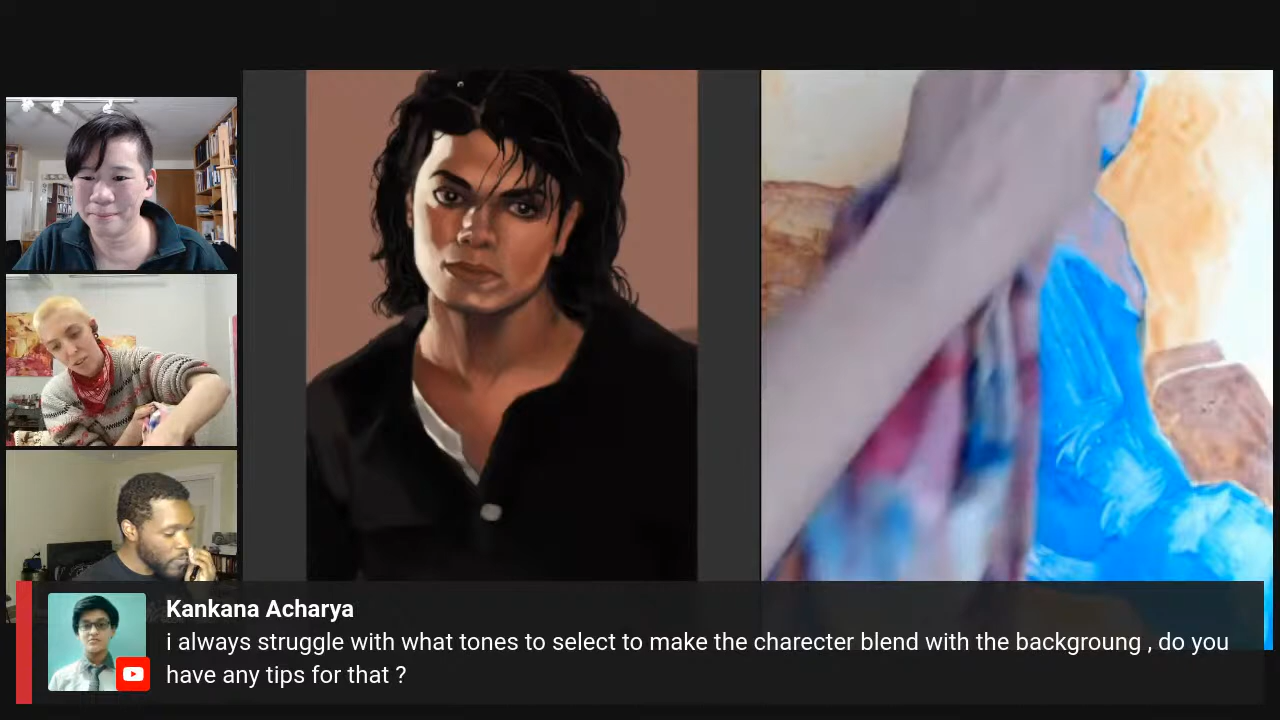 Kankana Acharya
i always struggle with what tones to select to make the charecter blend with the backgroung , do you
have any tips for that ?